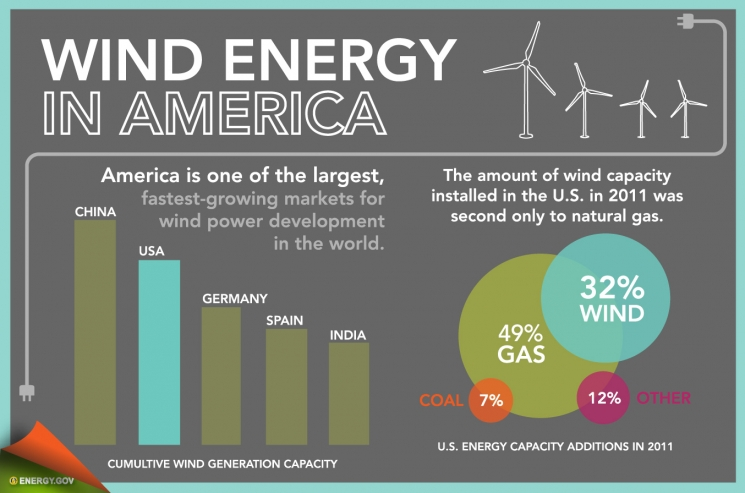 WIND ENERGY
IN AMERICA
America is one of the largest,
fastest-growing markets for
wind power development
in the world.
CHINA
USA
GERMANY
SPAIN
INDIA
CUMULTIVE WIND GENERATION CAPACITY
The amount of wind capacity
installed in the U.S. in 2011 was
second only to natural gas.
32%
WIND
49%
GAS
COAL 7%
12% OTHER
U.S. ENERGY CAPACITY ADDITIONS IN 2011
ENERGY.GOV